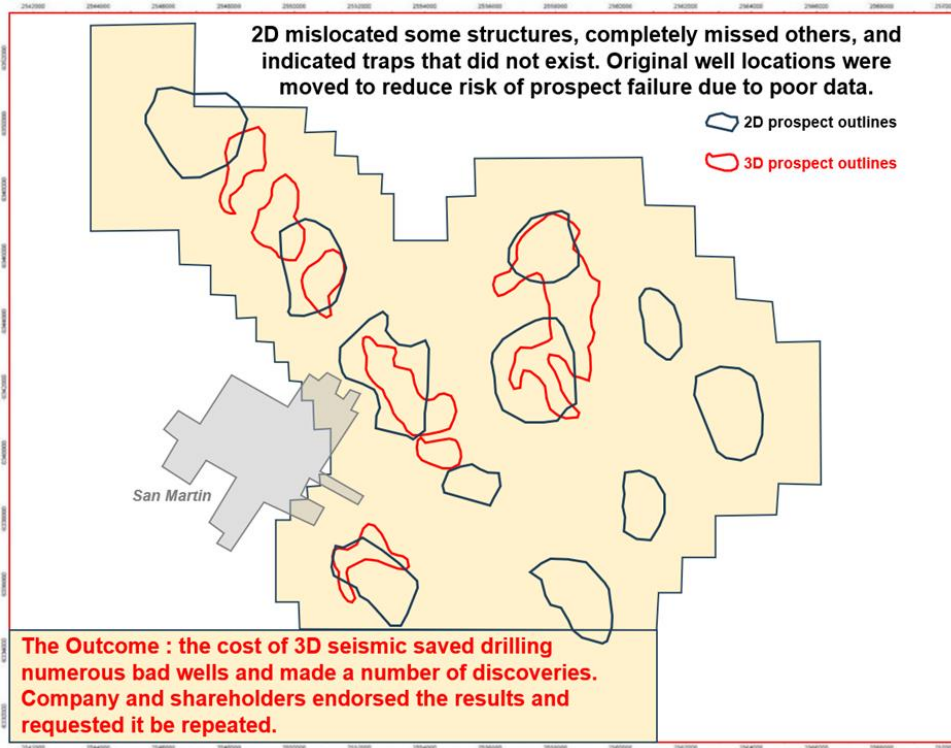 2D mislocated some structures, completely missed others, and
indicated traps that did not exist. Original well locations were
moved to reduce risk of prospect failure due to poor data.
2D prospect outlines
3D prospect outlines
San Martin
The Outcome : the cost of 3D seismic saved drilling
numerous bad wells and made a number of discoveries.
Company and shareholders endorsed the results and
requested it be repeated.